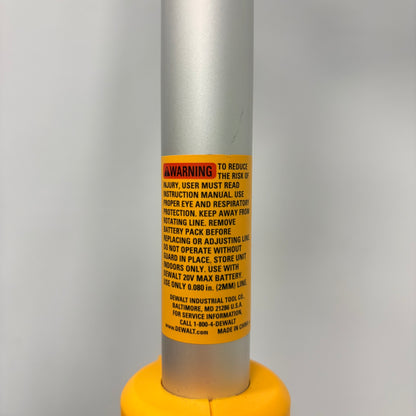 WARNING TO REDUCE
THE RISK OF
INJURY, USER MUST READ
INSTRUCTION MANUAL. USE
PROPER EYE AND RESPIRATORY
PROTECTION. KEEP AWAY FROM
ROTATING LINE. REMOVE
BATTERY PACK BEFORE
REPLACING OR ADJUSTING LINE.
DO NOT OPERATE WITHOUT
GUARD IN PLACE, STORE UNIT
INDOORS ONLY. USE WITH
DEWALT 20V MAX BATTERY.
USE ONLY 0.080 in. (2MM) LINE.
DEWALT INDUSTRIAL TOOL CO.,
BALTIMORE, MD 21286 U.S.A.
FOR SERVICE INFORMATION,
CALL 1-800-4-DEWALT
www.DEWALT.com MADE IN CHINA